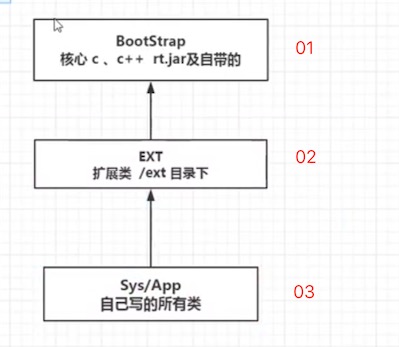 BootStrap
核心 c 、c++ rt.jar及自带的
01
EXT
扩展类 /ext 目录下
02
Sys/App
自己写的所有类
03